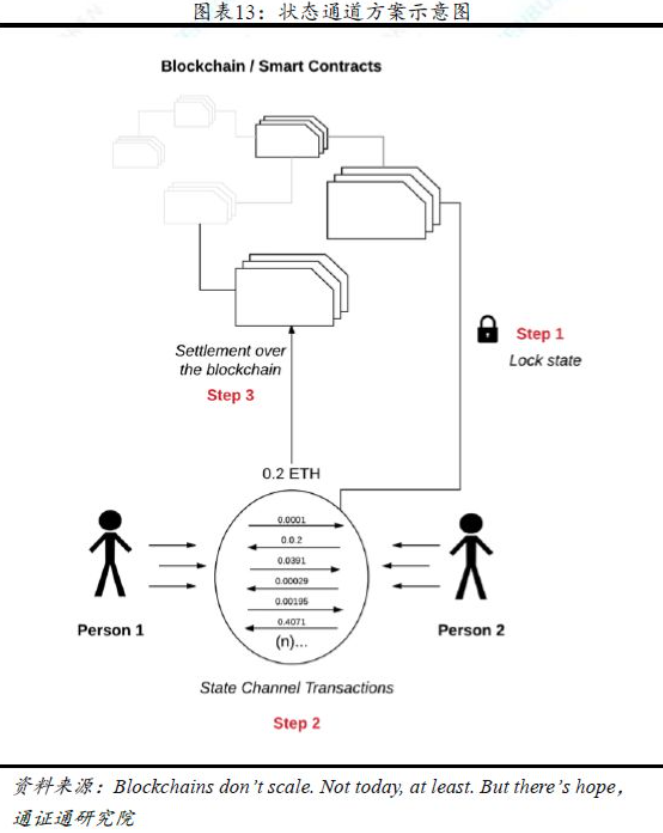 图表13：状态通道方案示意图
Blockchain / Smart Contracts
Step 1
Lock state
Settlement over
the blockchain
Step 3
0.2 ETH
0.0001
0.0.2
0.0391
0.00029
0.00195
0.4071
(n)...
Person 1
Person 2
State Channel Transactions
Step 2
资料来源：Blockchains don’t scale. Not today, at least. But there’s hope，
通证通研究院